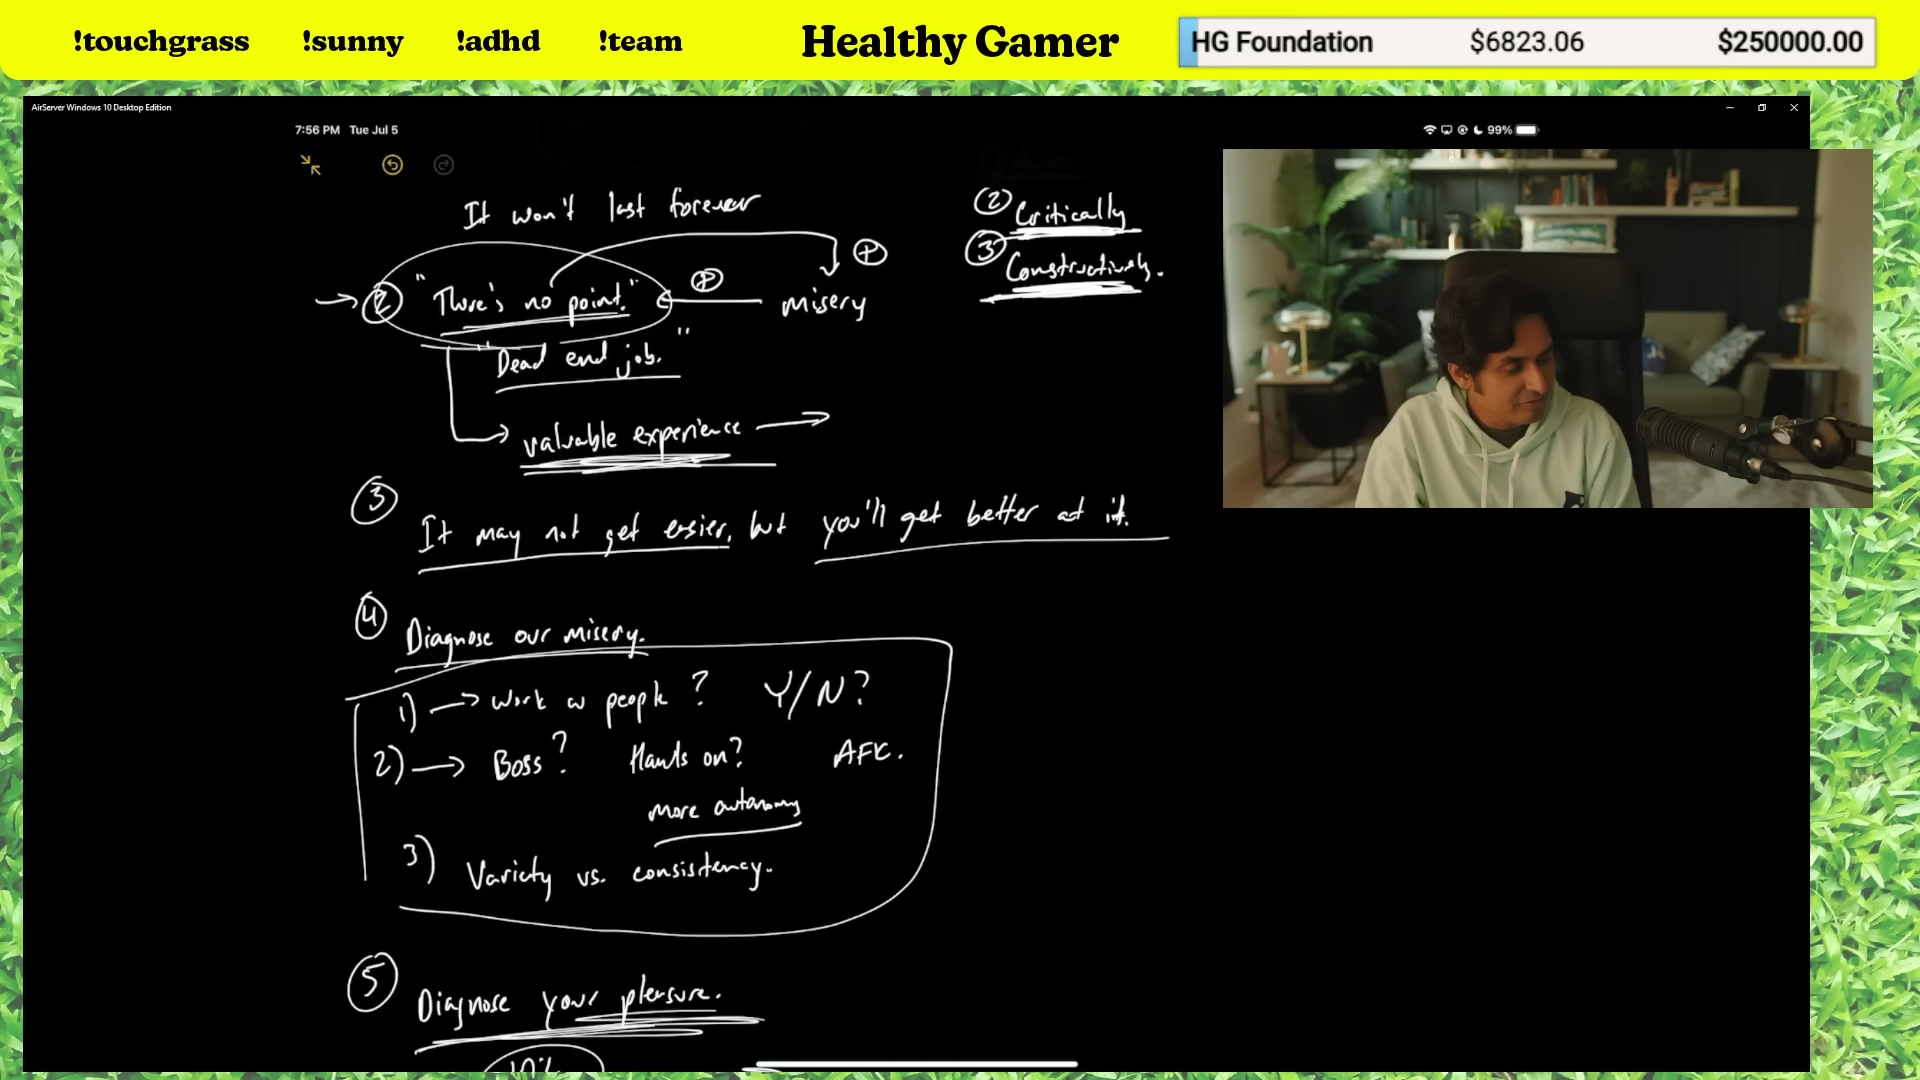 !touchgrass !sunny !adhd !team Healthy Gamer HG Foundation $6823.06 $250000.00
AirServer Windows 10 Desktop Edition
7:56 PM Tue Jul 5 99%
It won't last forever
2 Critically
3 Constructively.
2 "There's no point." P misery P
"Dead end job."
valuable experience
3 It may not get easier, but you'll get better at it.
4 Diagnose our misery.
1) → work w people? Y/N?
2) → Boss? Hands on? AFK.
more autonomy
3) Variety vs. consistency.
5 Diagnose your pleasure.